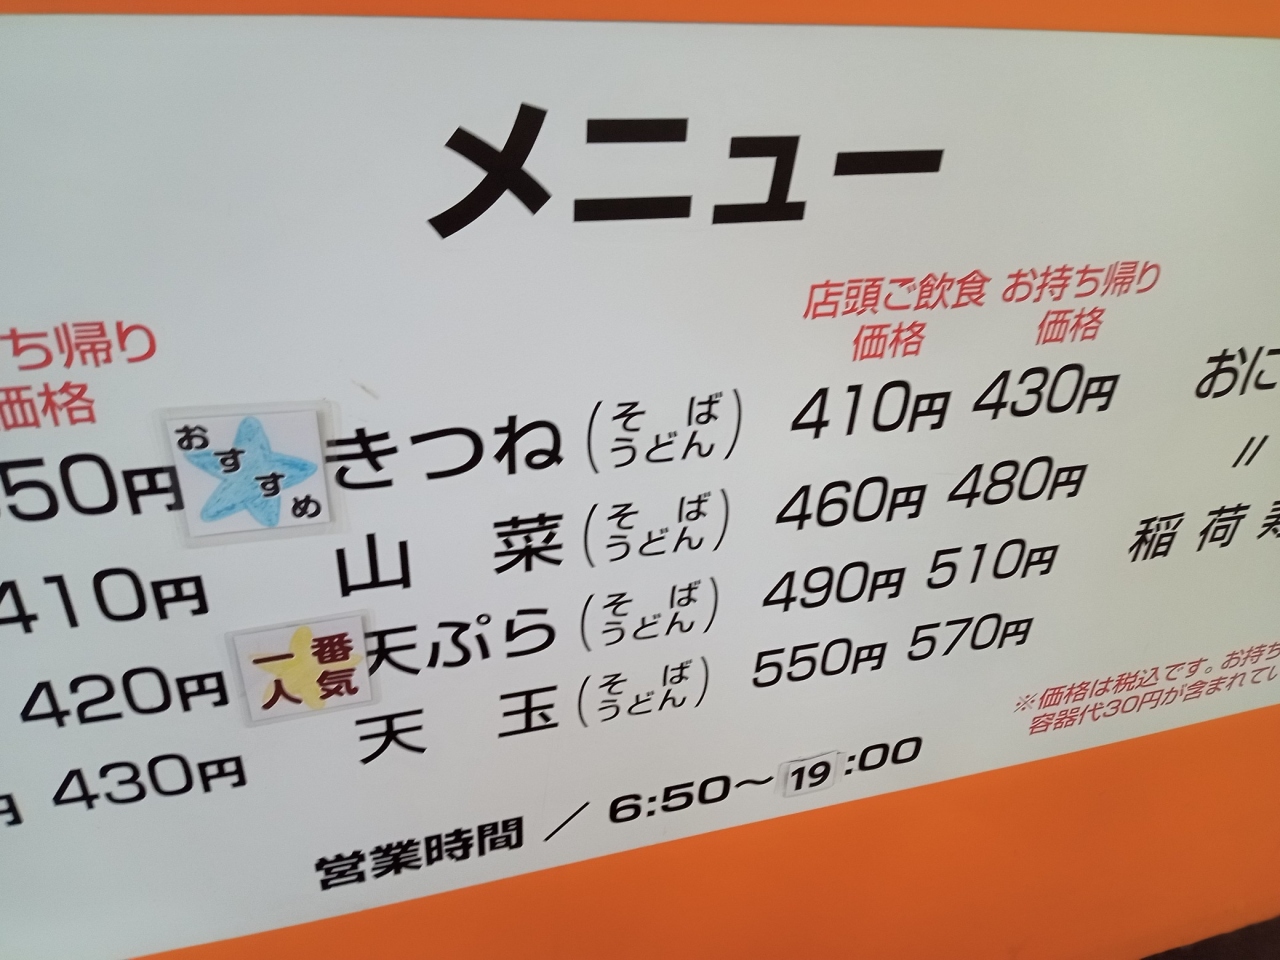 メニュー
ち帰り
価格
50円
410円
420円
円 430円
おすすめ
一番
人気
店頭ご飲食 お持ち帰り
価格 価格
きつね (そば うどん) 410円 430円
山菜 (そば うどん) 460円 480円
天ぷら (そば うどん) 490円 510円
天玉 (そば うどん) 550円 570円
営業時間 / 6:50〜19:00
おに
〃
稲荷寿
※価格は税込です。お持ち
容器代30円が含まれてい